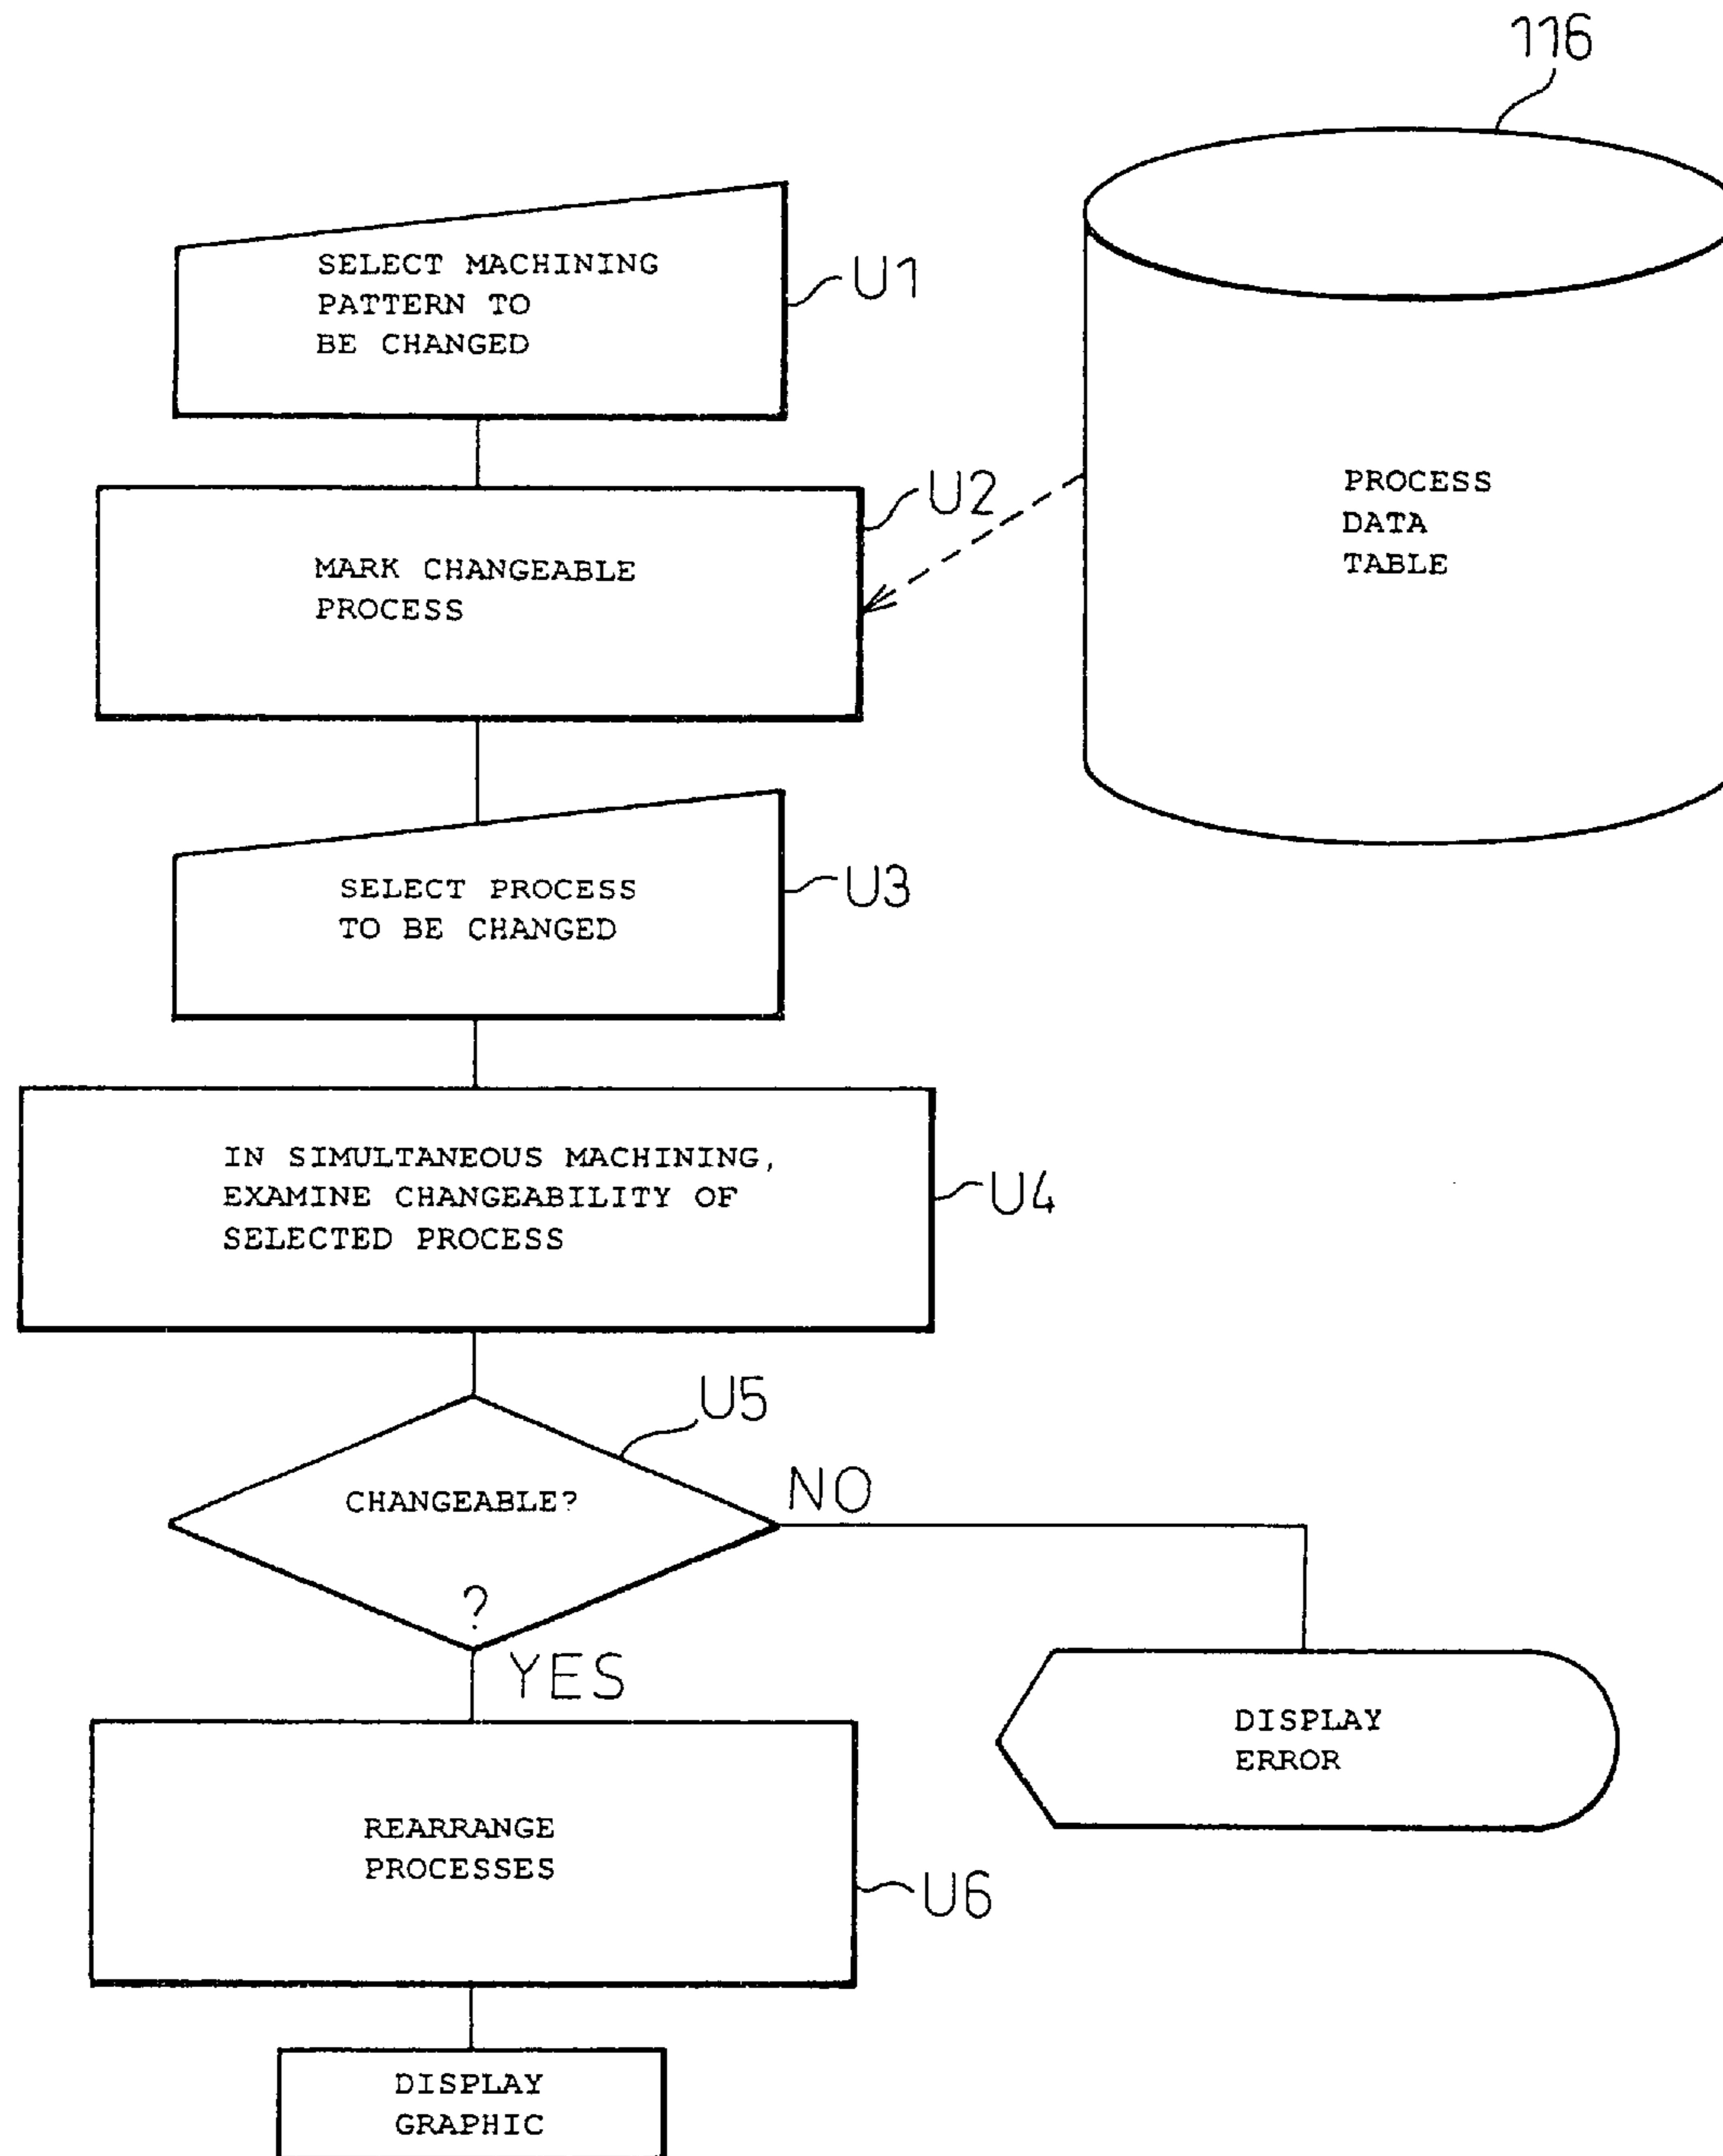 116
SELECT MACHINING
PATTERN TO
BE CHANGED
U1
U2
MARK CHANGEABLE
PROCESS
PROCESS
DATA
TABLE
SELECT PROCESS
TO BE CHANGED
U3
IN SIMULTANEOUS MACHINING,
EXAMINE CHANGEABILITY OF
SELECTED PROCESS
U4
U5
CHANGEABLE?
?
NO
YES
DISPLAY
ERROR
REARRANGE
PROCESSES
U6
DISPLAY
GRAPHIC